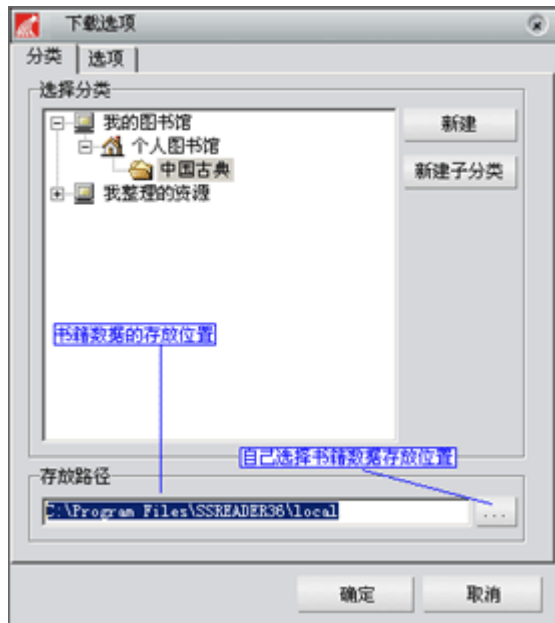 下载选项
分类 选项
选择分类
我的图书馆
个人图书馆
中国古典
我整理的资源
新建
新建子分类
书籍数据的存放位置
自己选择书籍数据存放位置
存放路径
C:\Program Files\SSREADER36\local
...
确定 取消